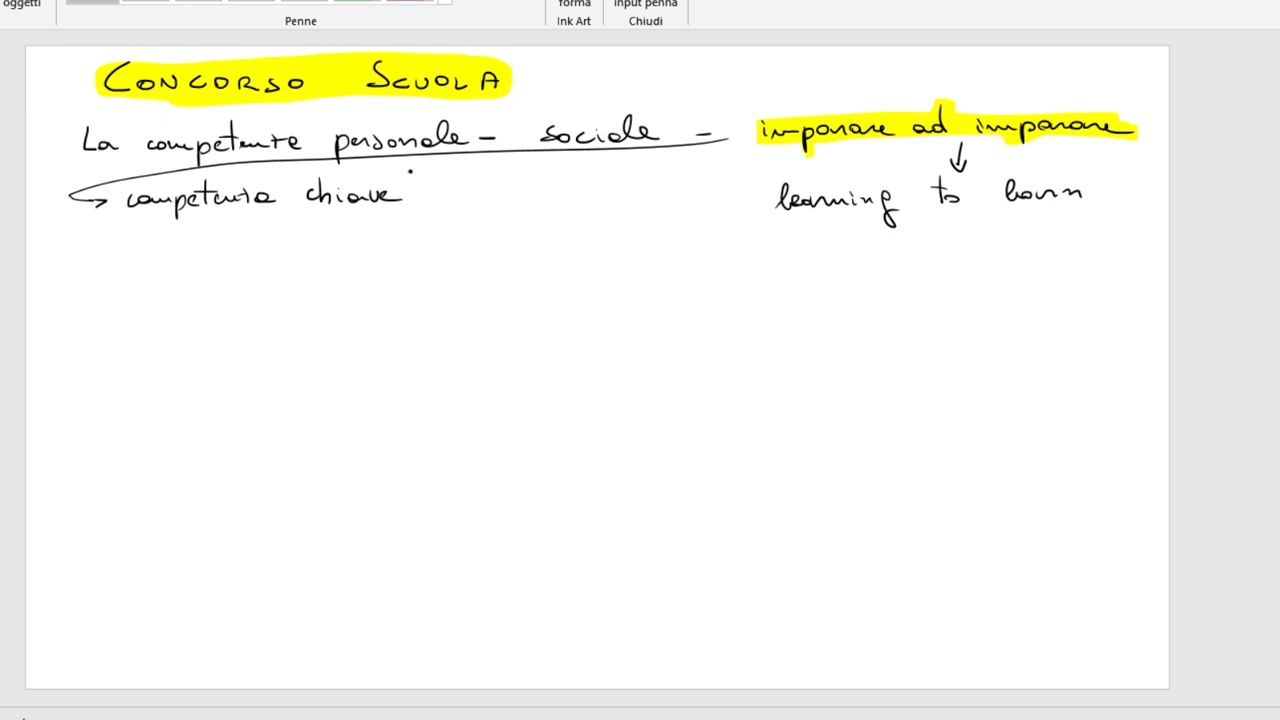 oggetti
Penne
forma
Ink Art
input penna
Chiudi
CONCORSO SCUOLA
La competenze personale - sociale - imparare ad imparare
↳ competenza chiave
↓
learning to learn